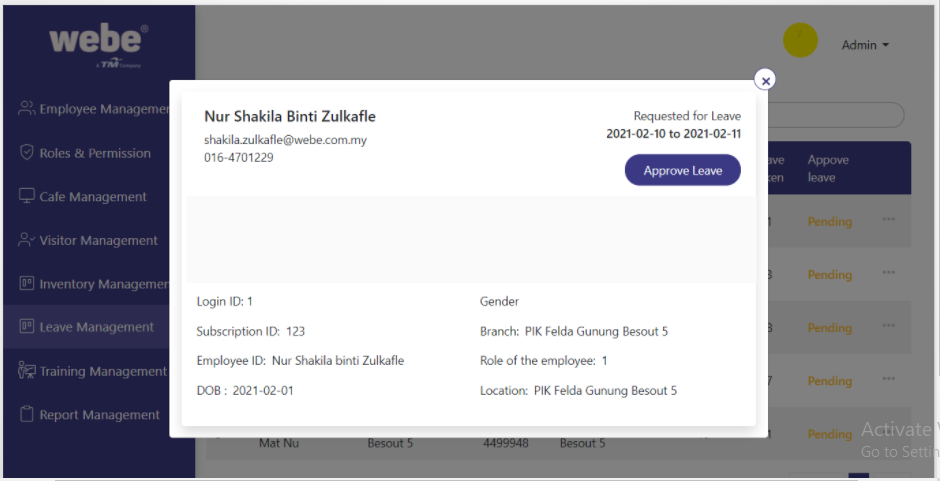 webe®
A TM Company
Admin
Employee Managemen
Roles & Permission
Cafe Management
Visitor Management
Inventory Managemen
Leave Management
Training Management
Report Management
×
Nur Shakila Binti Zulkafle
shakila.zulkafle@webe.com.my
016-4701229
Requested for Leave
2021-02-10 to 2021-02-11
Approve Leave
Login ID: 1
Gender
Subscription ID: 123
Branch: PIK Felda Gunung Besout 5
Employee ID: Nur Shakila binti Zulkafle
Role of the employee: 1
DOB : 2021-02-01
Location: PIK Felda Gunung Besout 5
Appove
leave
1 Pending ...
3 Pending ...
3 Pending ...
7 Pending ...
1 Pending
Mat Nu Besout 5 4499948 Besout 5
Activate
Go to Settin